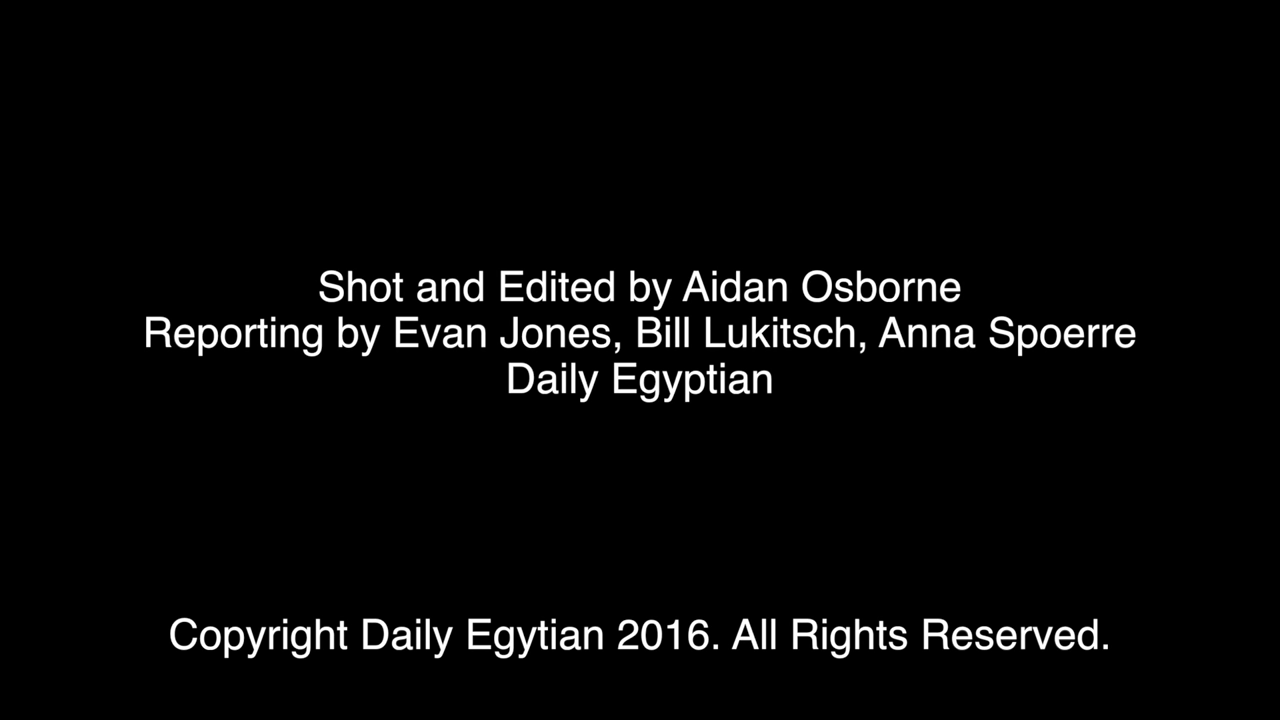 Shot and Edited by Aidan Osborne
Reporting by Evan Jones, Bill Lukitsch, Anna Spoerre
Daily Egyptian
Copyright Daily Egytian 2016. All Rights Reserved.